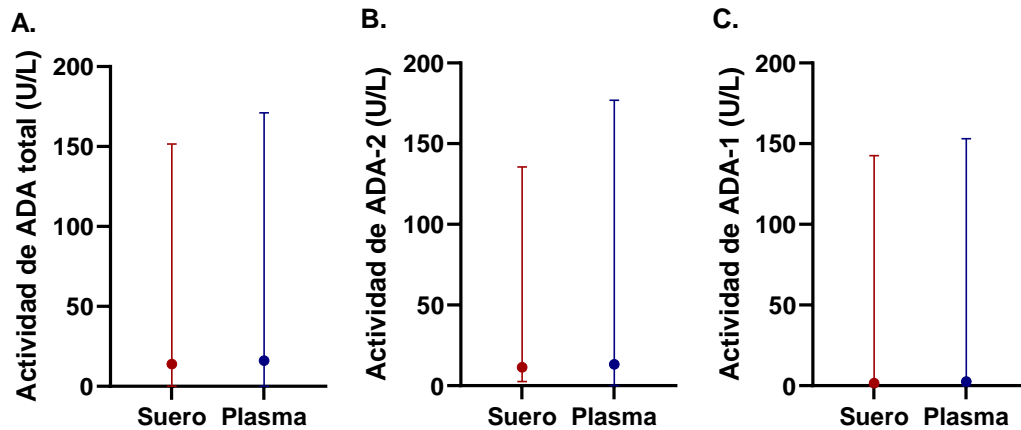 A.
Actividad de ADA total (U/L)
200
150
100
50
0
Suero Plasma
B.
Actividad de ADA-2 (U/L)
200
150
100
50
0
Suero Plasma
C.
Actividad de ADA-1 (U/L)
200
150
100
50
0
Suero Plasma